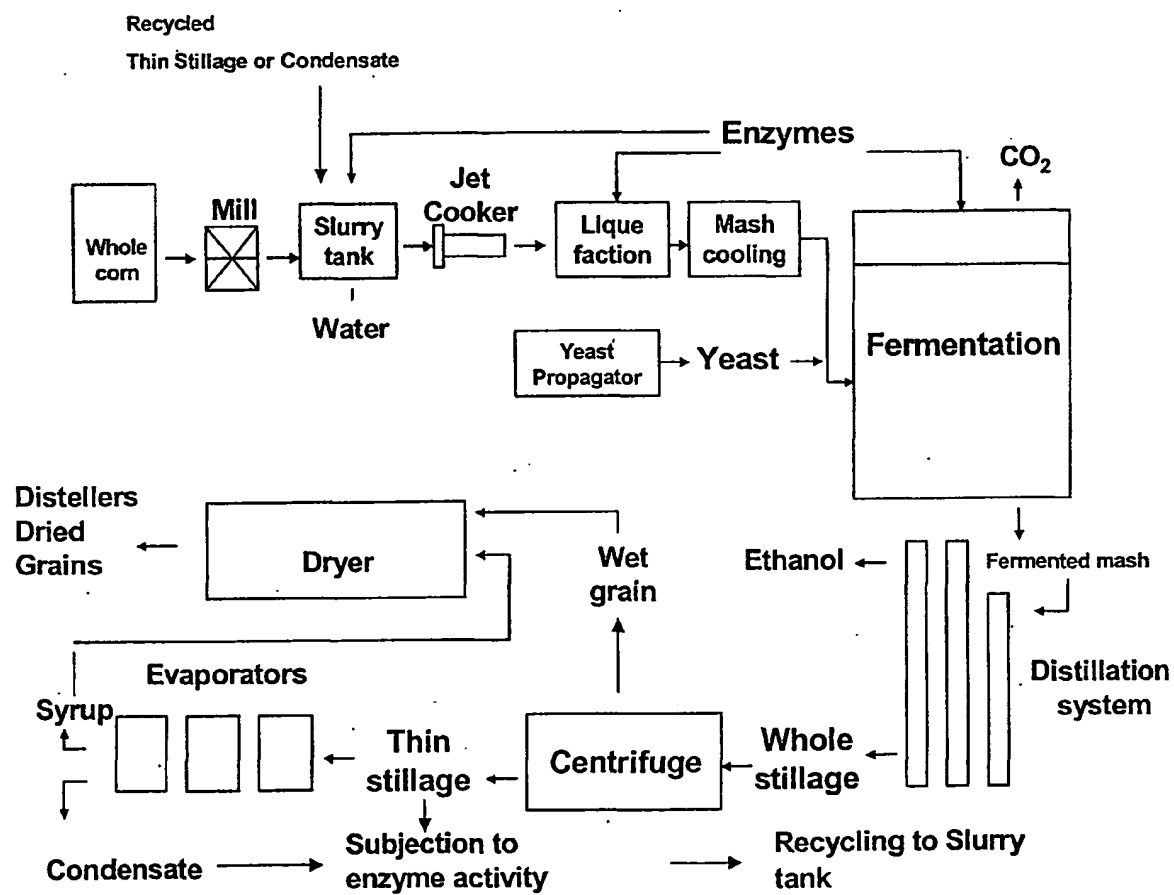 Recycled
Thin Stillage or Condensate
Enzymes
CO2
Jet
Cooker
Mill
Whole
corn
Slurry
tank
Lique
faction
Mash
cooling
Water
Yeast
Propagator
Yeast
Fermentation
Distellers
Dried
Grains
Dryer
Wet
grain
Ethanol
Fermented mash
Distillation
system
Evaporators
Syrup
Thin
stillage
Centrifuge
Whole
stillage
Condensate
Subjection to
enzyme activity
Recycling to Slurry
tank